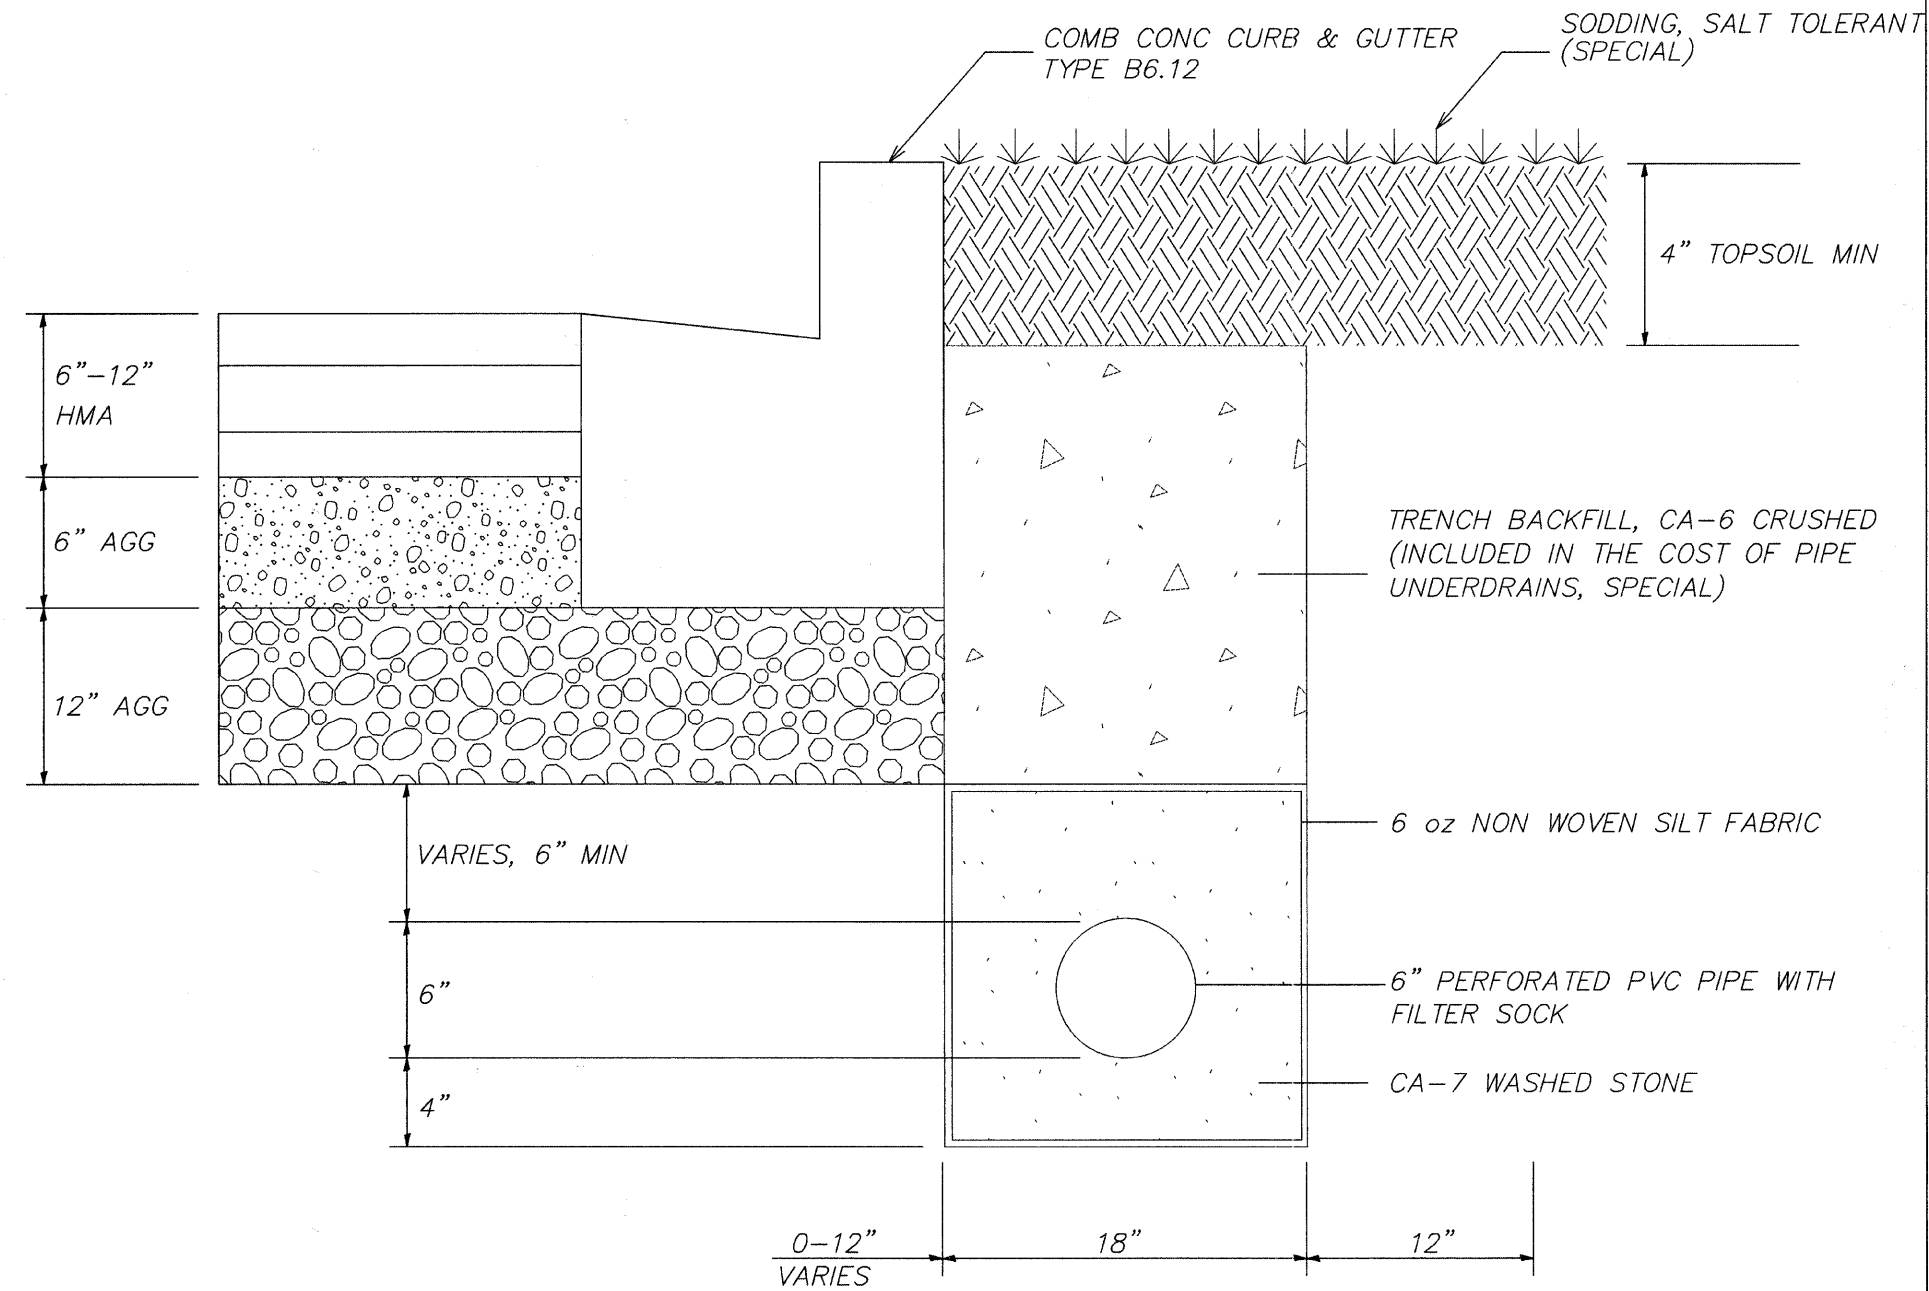 COMB CONC CURB & GUTTER
TYPE B6.12
SODDING, SALT TOLERANT
(SPECIAL)
4" TOPSOIL MIN
6"-12"
HMA
6" AGG
12" AGG
TRENCH BACKFILL, CA-6 CRUSHED
(INCLUDED IN THE COST OF PIPE
UNDERDRAINS, SPECIAL)
VARIES, 6" MIN
6 oz NON WOVEN SILT FABRIC
6"
6" PERFORATED PVC PIPE WITH
FILTER SOCK
4"
CA-7 WASHED STONE
0-12"
VARIES
18"
12"